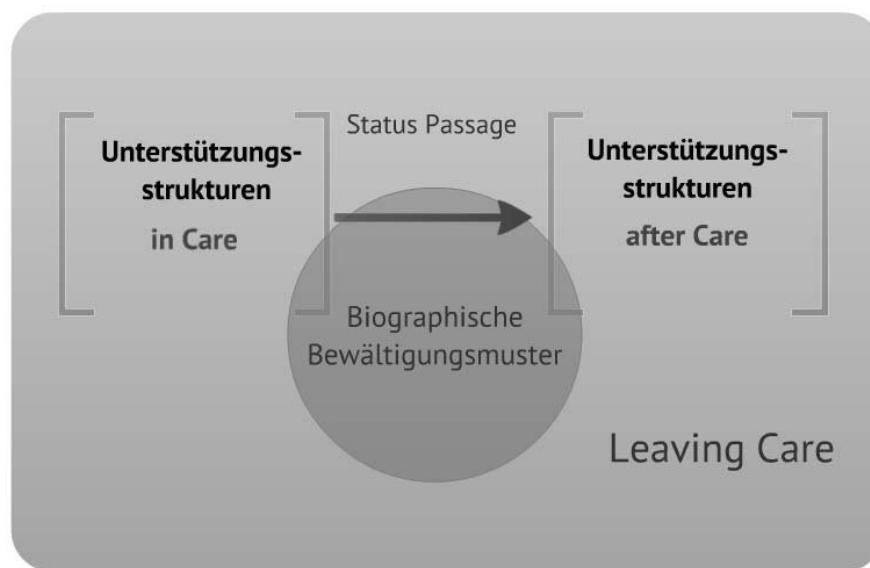 Status Passage
Unterstützungs-
strukturen
in Care
Unterstützungs-
strukturen
after Care
Biographische
Bewältigungsmuster
Leaving Care